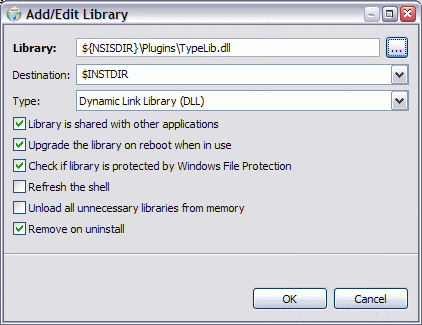 Add/Edit Library
Library: ${NSISDIR}\Plugins\TypeLib.dll ...
Destination: $INSTDIR
Type: Dynamic Link Library (DLL)
Library is shared with other applications
Upgrade the library on reboot when in use
Check if library is protected by Windows File Protection
Refresh the shell
Unload all unnecessary libraries from memory
Remove on uninstall
OK Cancel